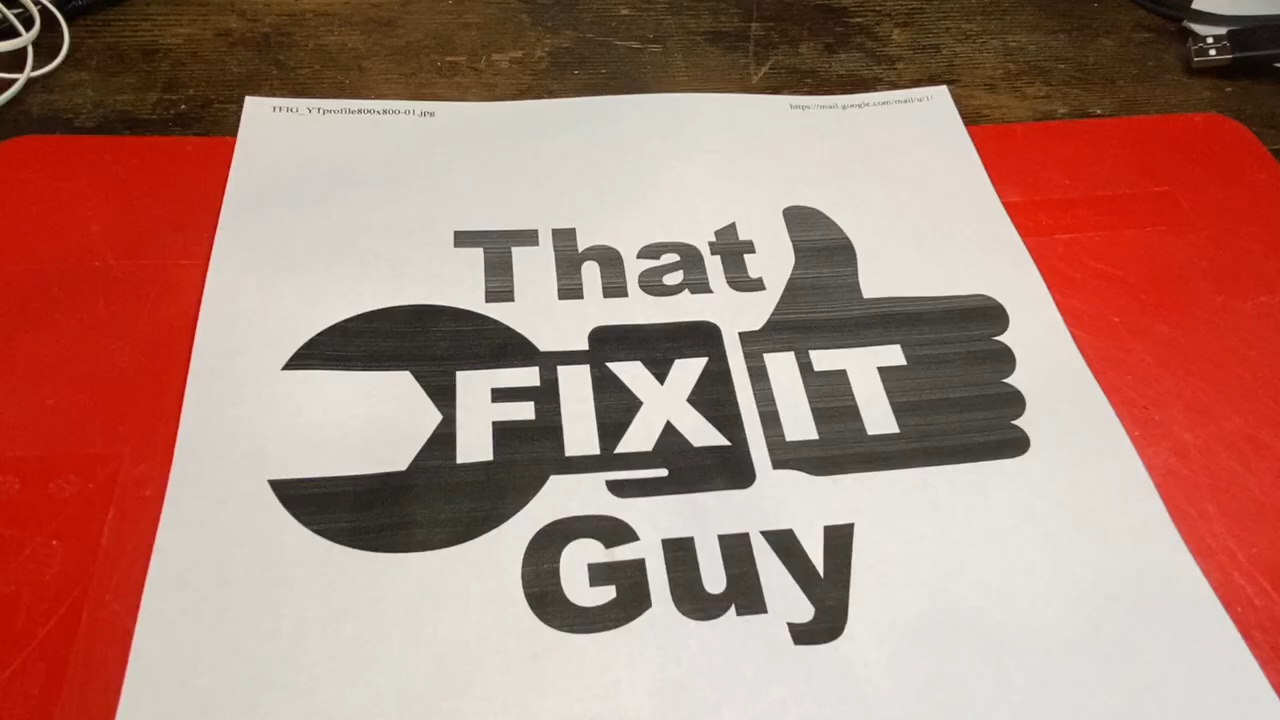 TFIG_YTprofile800x800-01.jpg
https://mail.google.com/mail/u/1/
That
FIX IT
Guy